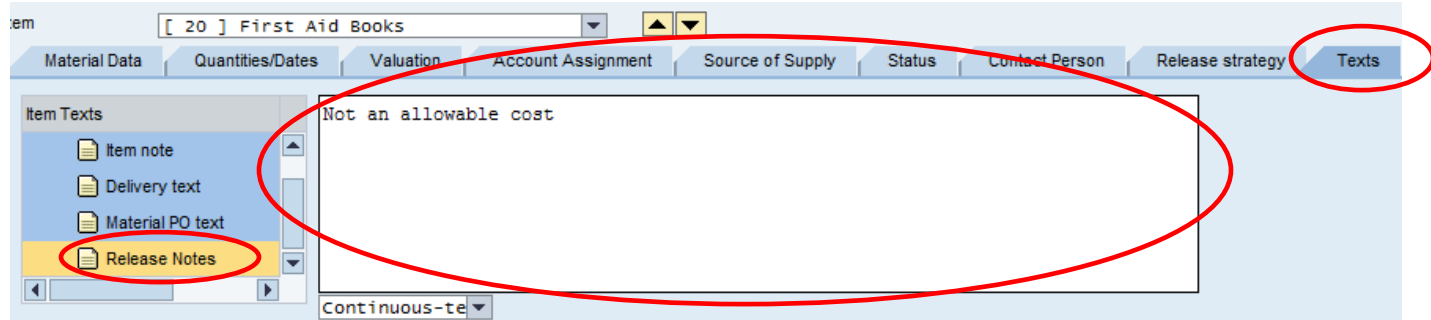 tem [ 20 ] First Aid Books
Material Data Quantities/Dates Valuation Account Assignment Source of Supply Status Contact Person Release strategy Texts
Item Texts
Not an allowable cost
Item note
Delivery text
Material PO text
Release Notes
Continuous-te